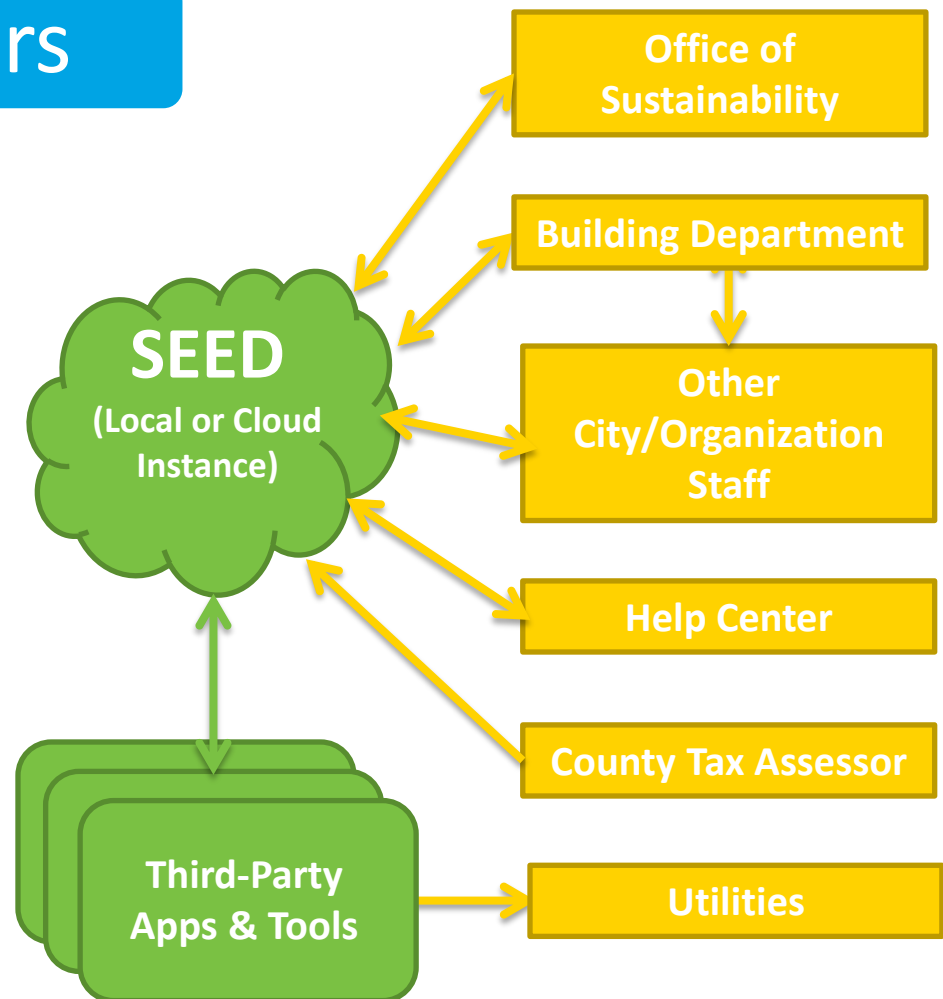 rs
Office of
Sustainability
Building Department
SEED
(Local or Cloud
Instance)
Other
City/Organization
Staff
Help Center
County Tax Assessor
Third-Party
Apps & Tools
Utilities